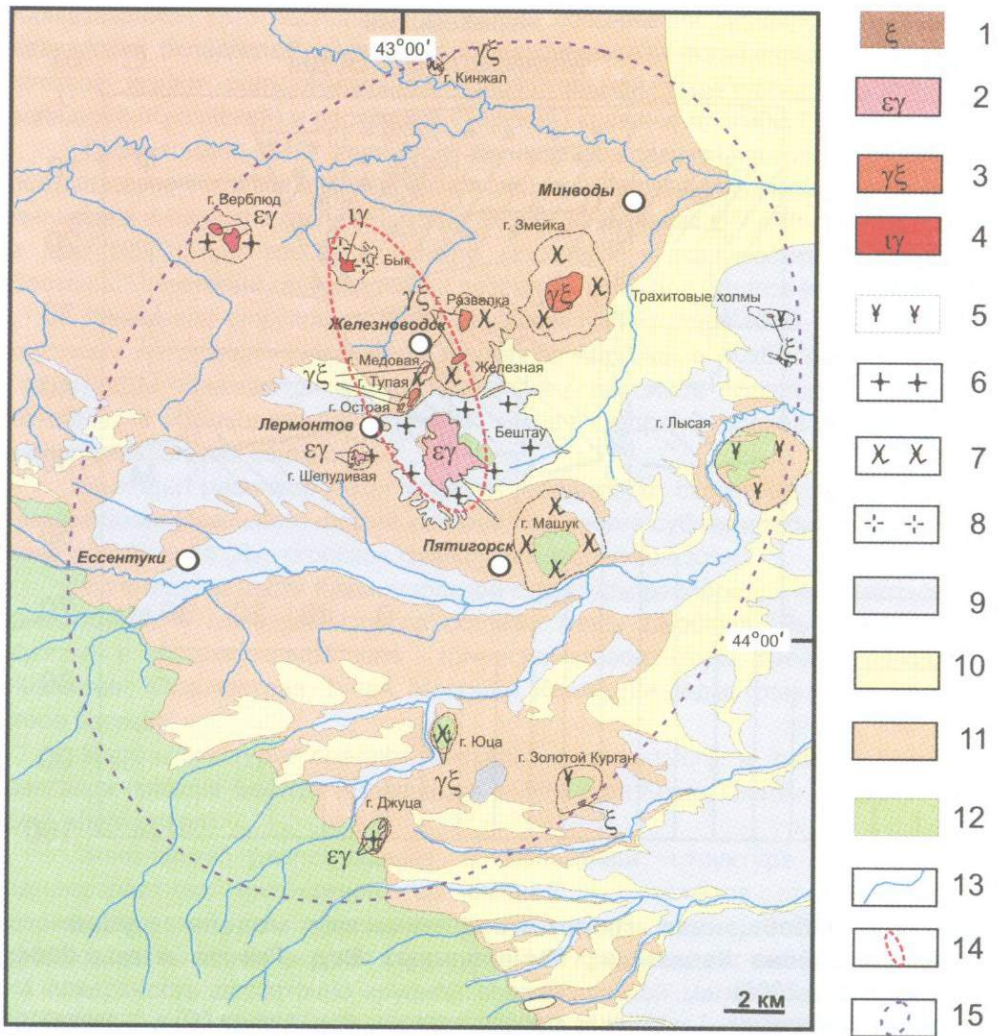 43°00′
γξ
г. Кинжал
Минводы
г. Верблюд
εγ
ιγ
г. Змейка
г. Бык
γξ
γξ
г. Развалка
Трахитовые холмы
Железноводск
ξ
г. Медовая
г. Железная
γξ
г. Тупая
г. Острая
Лермонтов
г. Бештау
г. Лысая
εγ
εγ
г. Шелудивая
г. Машук
Ессентуки
Пятигорск
44°00′
г. Юца
г. Золотой Курган
γξ
г. Джуца
ξ
εγ
2 км
ξ 1
εγ 2
γξ 3
ιγ 4
5
6
7
8
9
10
11
12
13
14
15